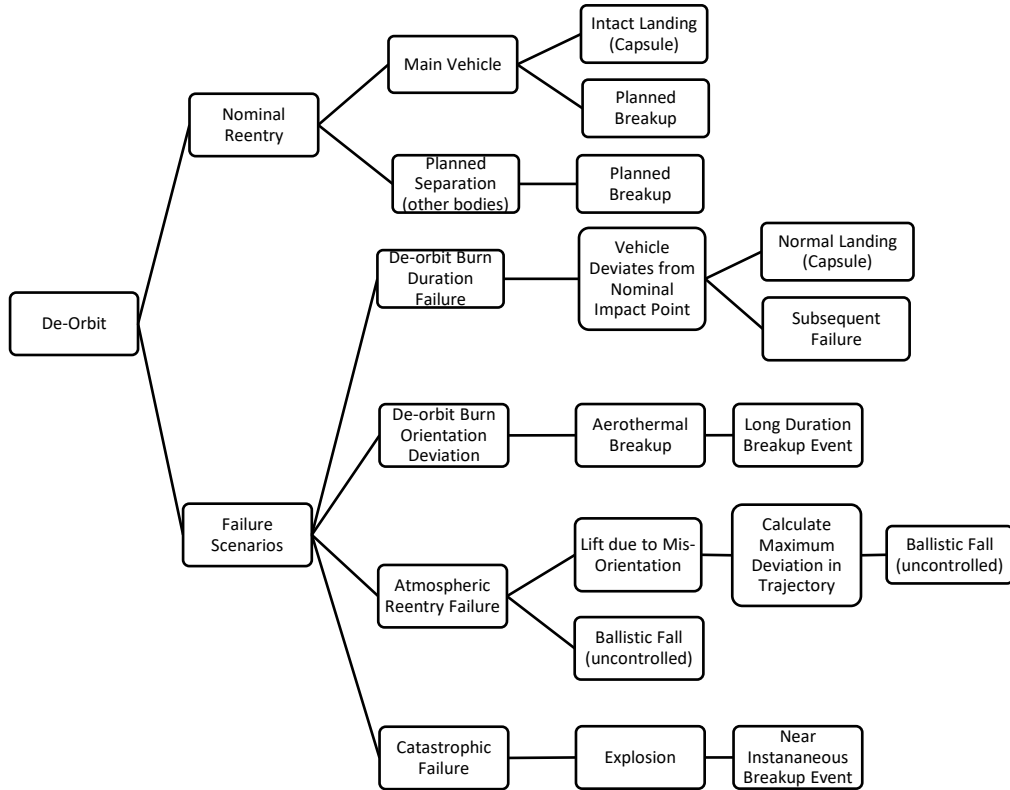 De-Orbit
Nominal
Reentry
Main Vehicle
Intact Landing
(Capsule)
Planned
Breakup
Planned
Separation
(other bodies)
Planned
Breakup
Failure
Scenarios
De-orbit Burn
Duration
Failure
Vehicle
Deviates from
Nominal
Impact Point
Normal Landing
(Capsule)
Subsequent
Failure
De-orbit Burn
Orientation
Deviation
Aerothermal
Breakup
Long Duration
Breakup Event
Atmospheric
Reentry Failure
Lift due to Mis-
Orientation
Calculate
Maximum
Deviation in
Trajectory
Ballistic Fall
(uncontrolled)
Ballistic Fall
(uncontrolled)
Catastrophic
Failure
Explosion
Near
Instananeous
Breakup Event